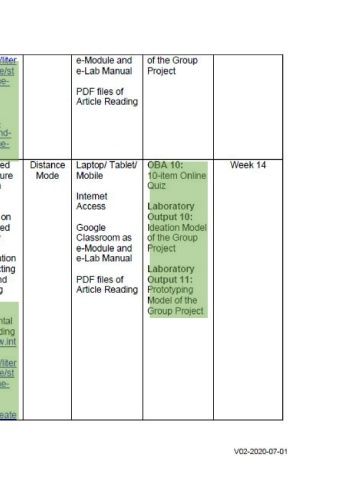 /liter
e/st
e-
nd-
e-
e-Module and
e-Lab Manual
PDF files of
Article Reading
of the Group
Project
ed
ure
on
ed
ation
ting
nd
g
ntal
ding
w.int
/liter
e/st
e-
eate
Distance
Mode
Laptop/ Tablet/
Mobile
Internet
Access
Google
Classroom as
e-Module and
e-Lab Manual
PDF files of
Article Reading
OBA 10:
10-item Online
Quiz
Laboratory
Output 10:
Ideation Model
of the Group
Project
Laboratory
Output 11:
Prototyping
Model of the
Group Project
Week 14
V02-2020-07-01